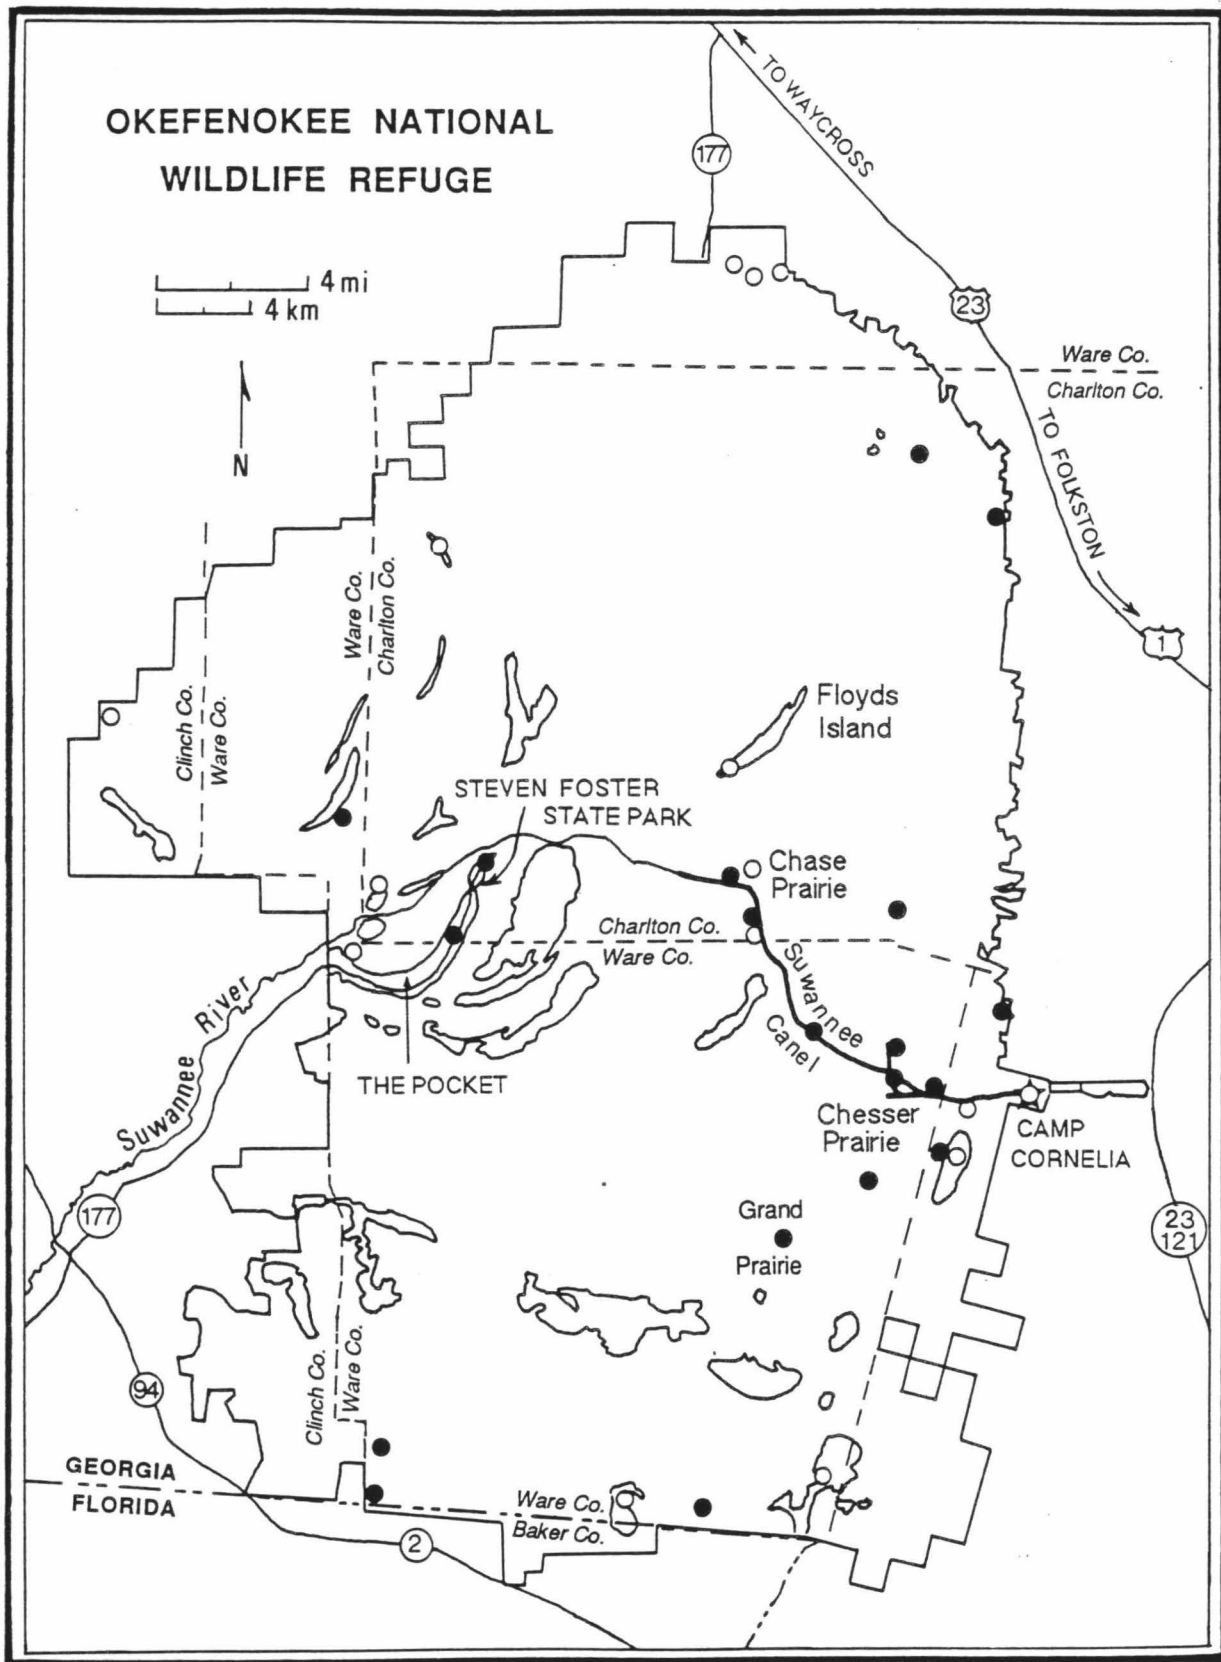 OKEFENOKEE NATIONAL
WILDLIFE REFUGE
4 mi
4 km
N
177
TO WAYCROSS
23
Ware Co.
Charlton Co.
TO FOLKSTON
1
Ware Co.
Charlton Co.
Clinch Co.
Ware Co.
Floyds
Island
STEVEN FOSTER
STATE PARK
Chase
Prairie
Charlton Co.
Ware Co.
Suwannee
Canel
Suwannee River
THE POCKET
Chesser
Prairie
CAMP
CORNELIA
Grand
Prairie
177
23
121
94
Clinch Co.
Ware Co.
GEORGIA
FLORIDA
Ware Co.
Baker Co.
2